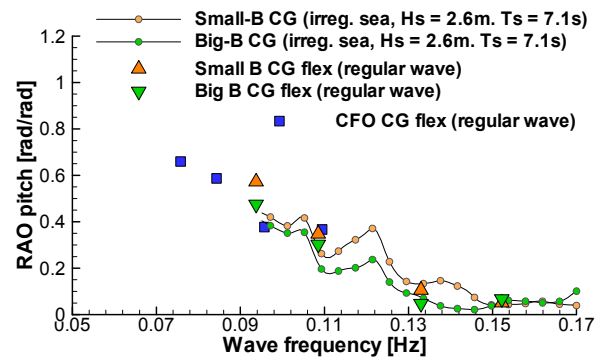 Small-B CG (irreg. sea, Hs = 2.6m. Ts = 7.1s)
Big-B CG (irreg. sea, Hs = 2.6m. Ts = 7.1s)
Small B CG flex (regular wave)
Big B CG flex (regular wave)
CFO CG flex (regular wave)
RAO pitch [rad/rad]
1.2
1
0.8
0.6
0.4
0.2
0
0.05 0.07 0.09 0.11 0.13 0.15 0.17
Wave frequency [Hz]